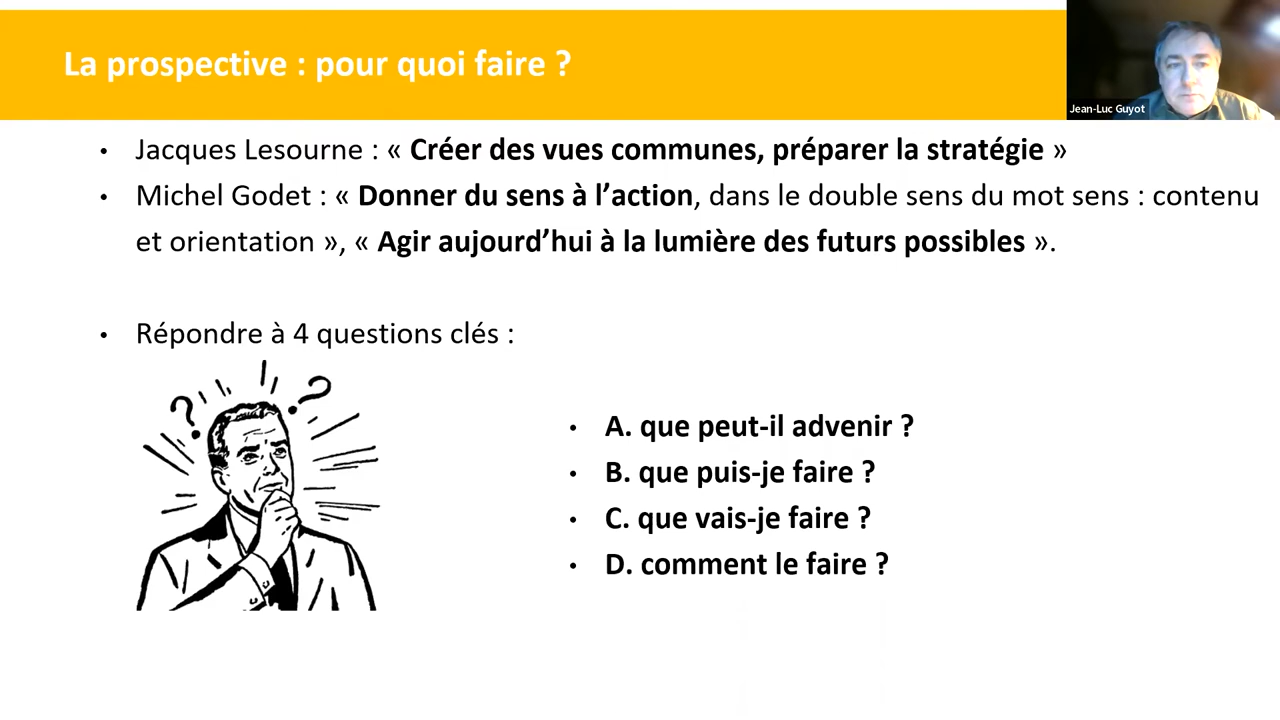 La prospective : pour quoi faire ?
Jean-Luc Guyot
• Jacques Lesourne : « Créer des vues communes, préparer la stratégie »
• Michel Godet : « Donner du sens à l’action, dans le double sens du mot sens : contenu
et orientation », « Agir aujourd’hui à la lumière des futurs possibles ».
• Répondre à 4 questions clés :
? ?
• A. que peut-il advenir ?
• B. que puis-je faire ?
• C. que vais-je faire ?
• D. comment le faire ?